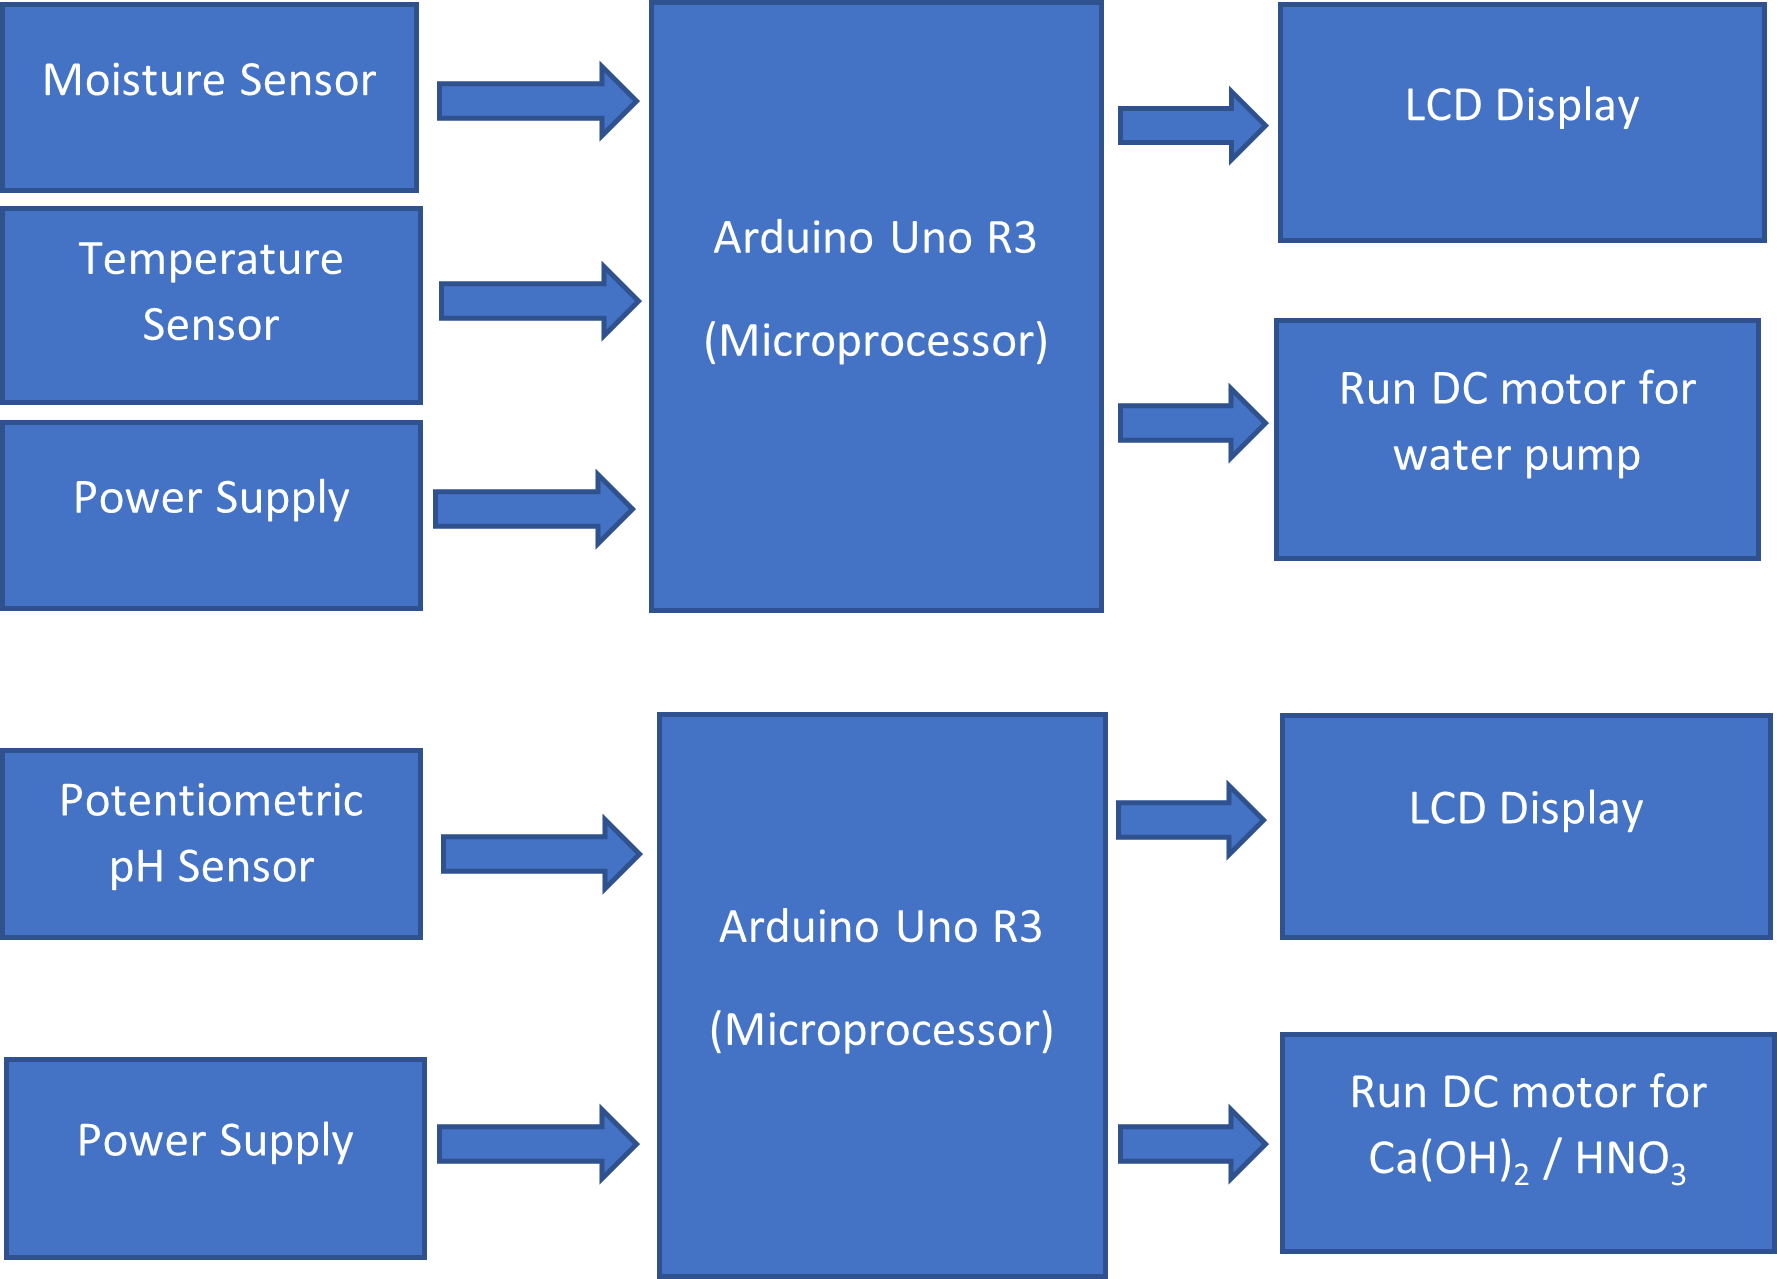 Moisture Sensor
Temperature
Sensor
Power Supply
Arduino Uno R3
(Microprocessor)
LCD Display
Run DC motor for
water pump
Potentiometric
pH Sensor
Power Supply
Arduino Uno R3
(Microprocessor)
LCD Display
Run DC motor for
Ca(OH)₂ / HNO₃